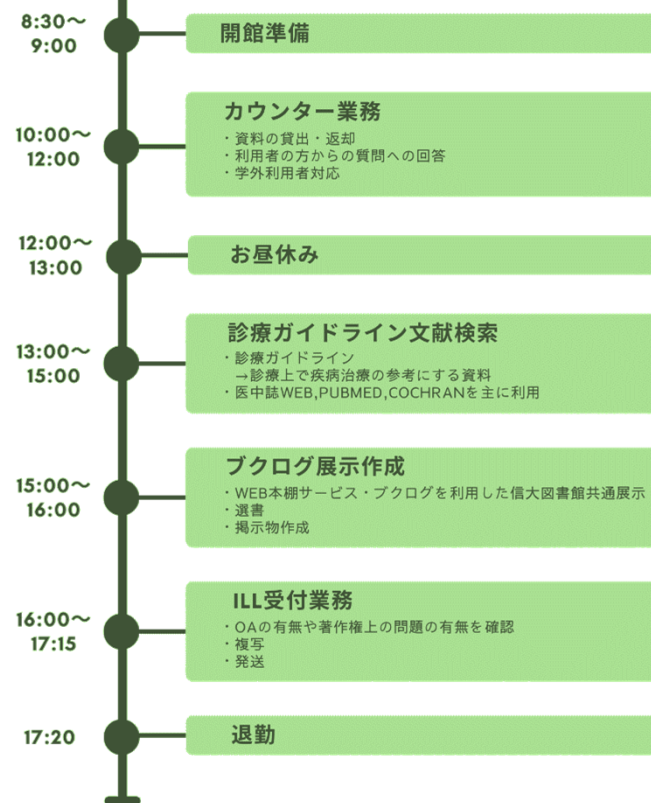 8:30～
9:00
開館準備
10:00～
12:00
カウンター業務
・資料の貸出・返却
・利用者の方からの質問への回答
・学外利用者対応
12:00～
13:00
お昼休み
13:00～
15:00
診療ガイドライン文献検索
・診療ガイドライン
→診療上で疾病治療の参考にする資料
・医中誌WEB,PUBMED,COCHRANを主に利用
15:00～
16:00
ブクログ展示作成
・WEB本棚サービス・ブクログを利用した信大図書館共通展示
・選書
・掲示物作成
16:00～
17:15
ILL受付業務
・OAの有無や著作権上の問題の有無を確認
・複写
・発送
17:20
退勤